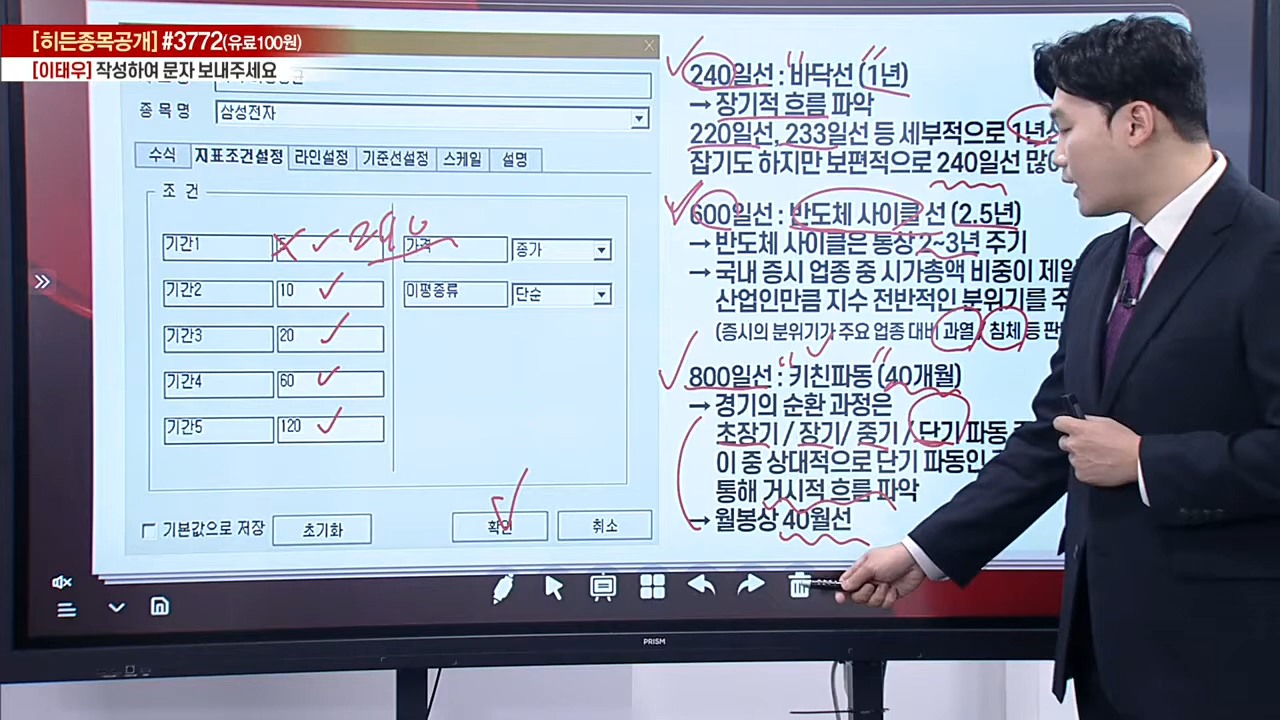 [히든종목공개] #3772(유료100원)
[이태우] 작성하여 문자 보내주세요
종목명 삼성전자
수식 지표조건설정 라인설정 기준선설정 스케일 설명
조 건
기간1 가격 종가
240
기간2 10 이평종류 단순
기간3 20
기간4 60
기간5 120
기본값으로 저장 초기화 확인 취소
240일선 : 바닷선 (1년)
→ 장기적 흐름 파악
220일선, 233일선 등 세부적으로
잡기도 하지만 보편적으로 240일선
600일선 : 반도체 사이클 선 (2.5년)
→ 반도체 사이클은 통상 2~3년 주기
→ 국내 증시 업종 중 시가총액 비중이 제일
산업인만큼 지수 전반적인 분위기를
(증시의 분위기가 주요 업종 대비 과열 / 침체 등
800일선 : 키친파동 (40개월)
→ 경기의 순환 과정은
초장기 / 장기 / 중기 / 단기 파동
이 중 상대적으로 단기 파동인
통해 거시적 흐름 파악
→ 월봉상 40월선
PRISM